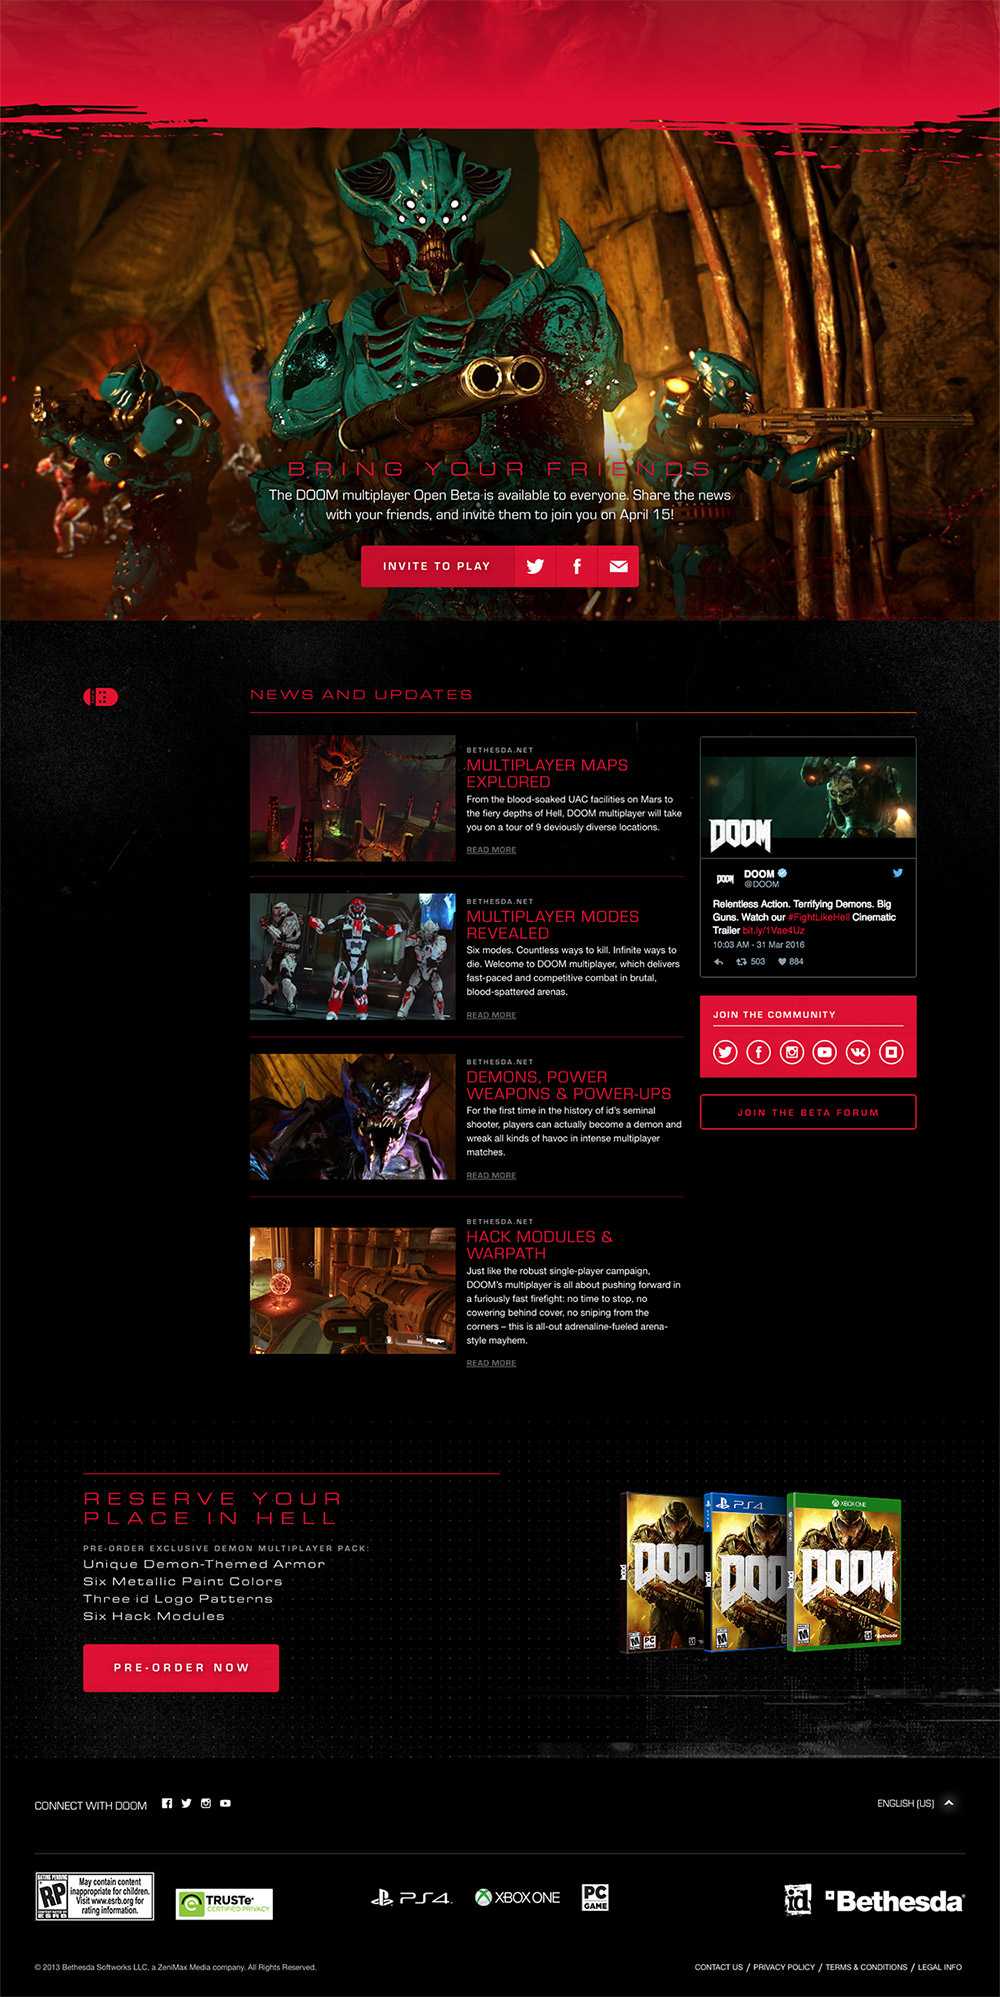 BRING YOUR FRIENDS
The DOOM multiplayer Open Beta is available to everyone. Share the news
with your friends, and invite them to join you on April 15!
INVITE TO PLAY
NEWS AND UPDATES
BETHESDA.NET
MULTIPLAYER MAPS
EXPLORED
From the blood-soaked UAC facilities on Mars to
the fiery depths of Hell, DOOM multiplayer will take
you on a tour of 9 deviously diverse locations.
READ MORE
BETHESDA.NET
MULTIPLAYER MODES
REVEALED
Six modes. Countless ways to kill. Infinite ways to
die. Welcome to DOOM multiplayer, which delivers
fast-paced and competitive combat in brutal,
blood-spattered arenas.
READ MORE
BETHESDA.NET
DEMONS, POWER
WEAPONS & POWER-UPS
For the first time in the history of id's seminal
shooter, players can actually become a demon and
wreak all kinds of havoc in intense multiplayer
matches.
READ MORE
BETHESDA.NET
HACK MODULES &
WARPATH
Just like the robust single-player campaign,
DOOM's multiplayer is all about pushing forward in
a furiously fast firefight: no time to stop, no
cowering behind cover, no sniping from the
corners – this is all-out adrenaline-fueled arena-
style mayhem.
READ MORE
DOOM
DOOM
DOOM
@DOOM
Relentless Action. Terrifying Demons. Big
Guns. Watch our #FightLikeHell Cinematic
Trailer bit.ly/1Vae4Uz
10:03 AM - 31 Mar 2016
503 884
JOIN THE COMMUNITY
JOIN THE BETA FORUM
RESERVE YOUR
PLACE IN HELL
PRE-ORDER EXCLUSIVE DEMON MULTIPLAYER PACK:
Unique Demon-Themed Armor
Six Metallic Paint Colors
Three id Logo Patterns
Six Hack Modules
PRE-ORDER NOW
PS4
XBOX ONE
DOOM
DOOM
DOOM
M
PC
M
M
Bethesda
CONNECT WITH DOOM
ENGLISH (US)
RATING PENDING
RP
ESRB
May contain content
inappropriate for children.
Visit www.esrb.org for
rating information.
TRUSTe
CERTIFIED PRIVACY
PS4
XBOX ONE
PC
GAME
id
Bethesda
© 2013 Bethesda Softworks LLC, a ZeniMax Media company. All Rights Reserved.
CONTACT US / PRIVACY POLICY / TERMS & CONDITIONS / LEGAL INFO